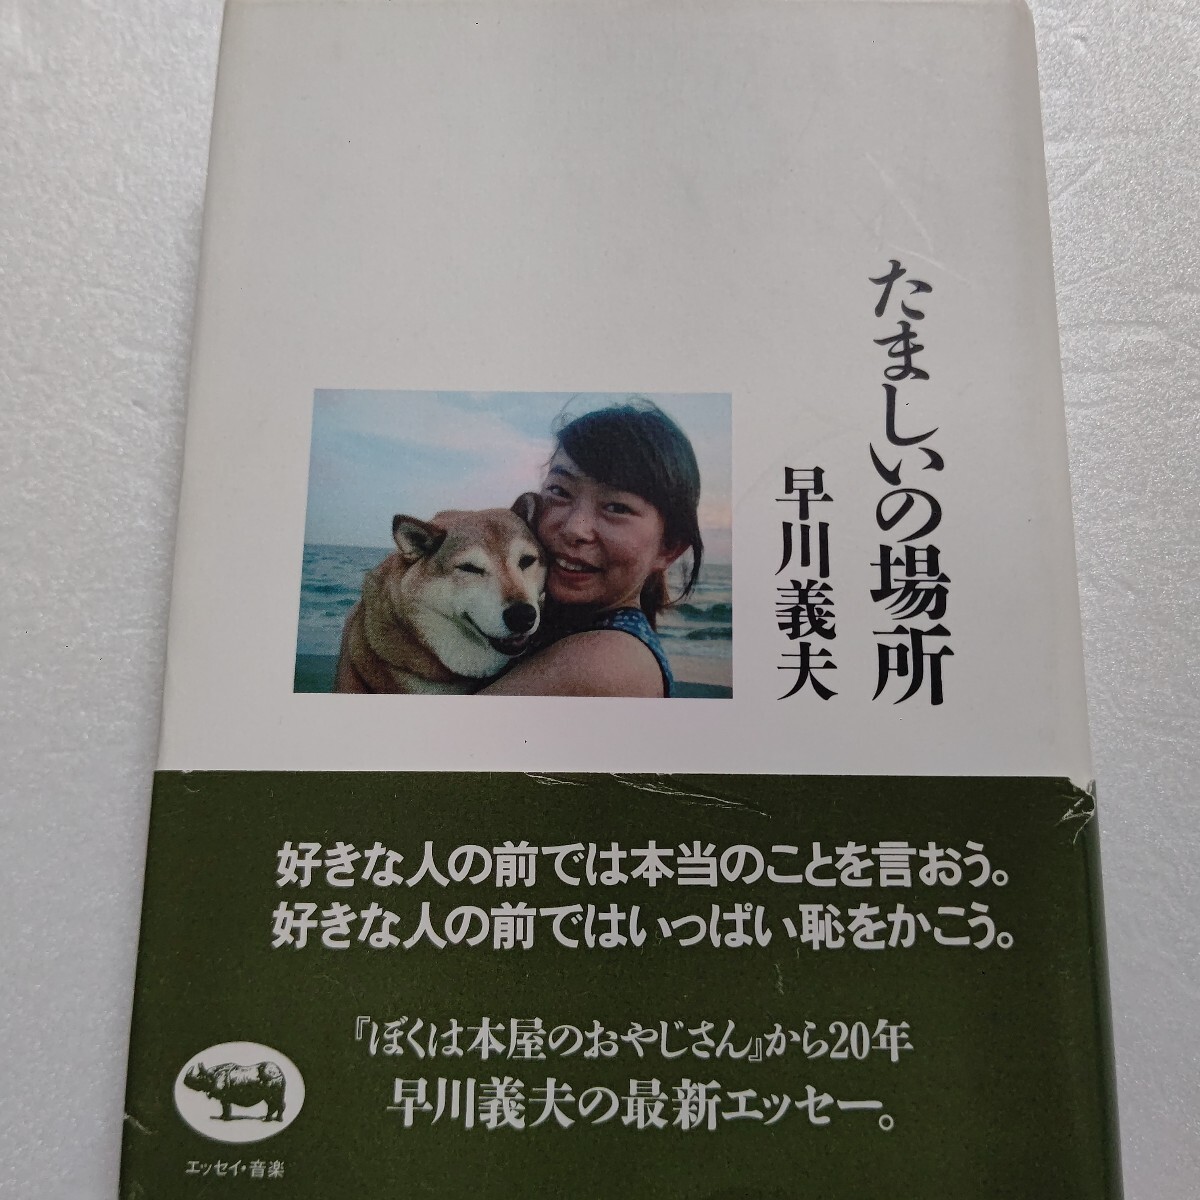 たましいの場所
早川義夫
好きな人の前では本当のことを言おう。
好きな人の前ではいっぱい恥をかこう。
『ぼくは本屋のおやじさん』から20年
早川義夫の最新エッセー。
エッセイ・音楽